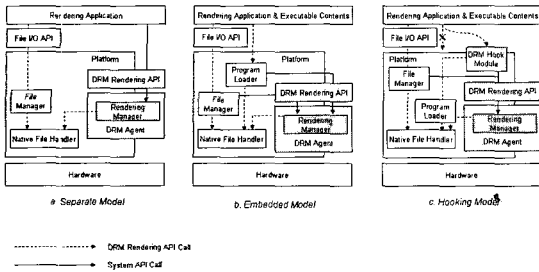 Rendering Application
File I/O API
Platform
DRM Rendering API
File
Manager
Rendering
Manager
DRM Agent
Native File Handler
Hardware
a. Separate Model
Rendering Application & Executable Contents
File I/O API
Platform
Program
Loader
DRM Rendering API
File
Manager
Rendering
Manager
DRM Agent
Native File Handler
Hardware
b. Embedded Model
Rendering Application & Executable Contents
File I/O API
Platform
DRM Hook
Module
File
Manager
DRM Rendering API
Program
Loader
Rendering
Manager
DRM Agent
Native File Handler
Hardware
c. Hooking Model
DRM Rendering API Call
System API Call